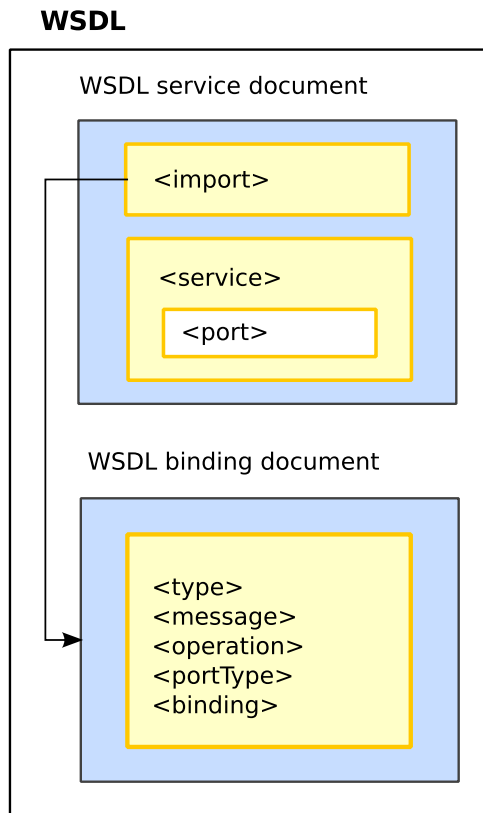 WSDL
WSDL service document
<import>
<service>
<port>
WSDL binding document
<type>
<message>
<operation>
<portType>
<binding>